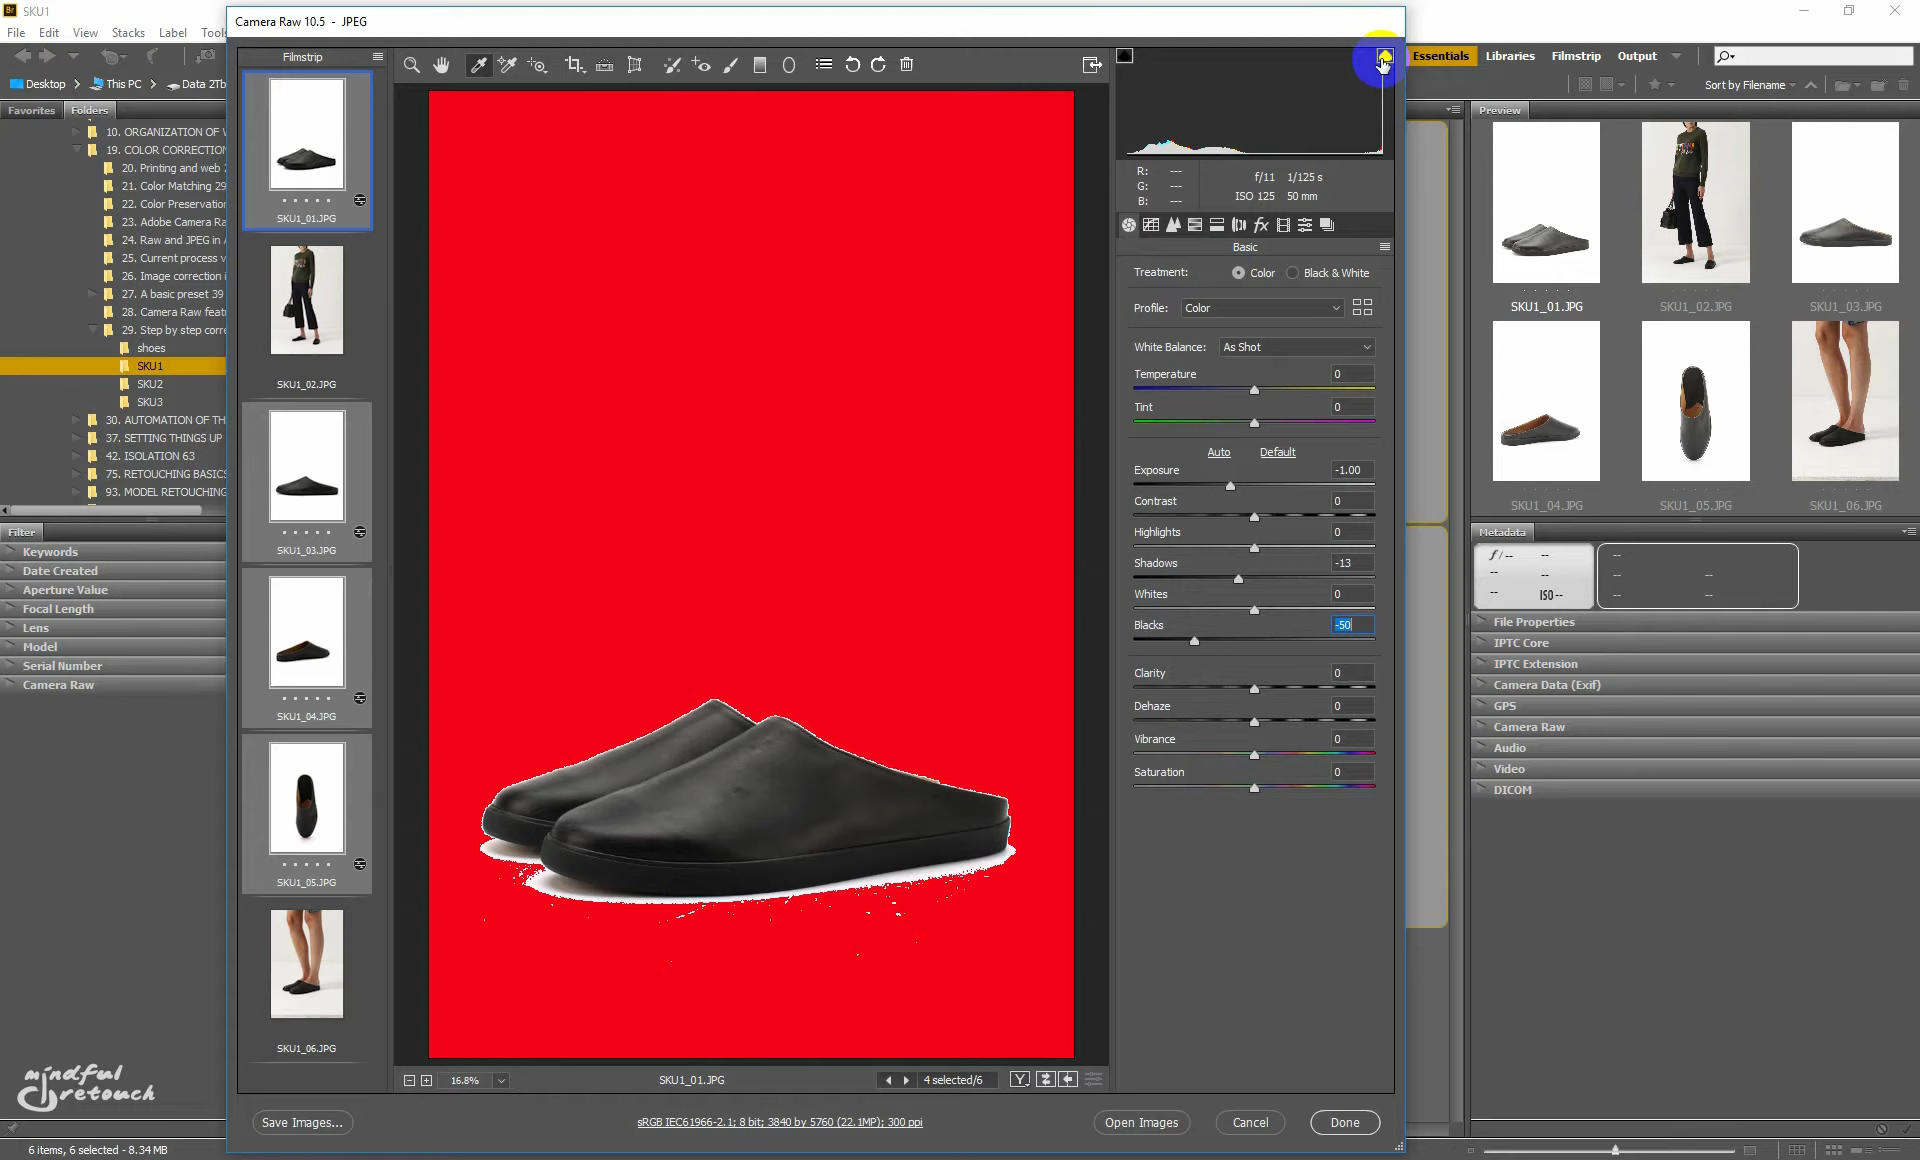 Br SKU1
File Edit View Stacks Label Tools
Desktop This PC Data 2Tb
Favorites Folders
10. ORGANIZATION OF
19. COLOR CORRECTION
20. Printing and web
21. Color Matching 29
22. Color Preservation
23. Adobe Camera Ra
24. Raw and JPEG in
25. Current process v
26. Image correction i
27. A basic preset 39
28. Camera Raw feat
29. Step by step corre
shoes
SKU1
SKU2
SKU3
30. AUTOMATION OF TH
37. SETTING THINGS UP
42. ISOLATION 63
75. RETOUCHING BASICS
93. MODEL RETOUCHING
Filter
Keywords
Date Created
Aperture Value
Focal Length
Lens
Model
Serial Number
Camera Raw
mindful
retouch
6 items, 6 selected - 8.34 MB
Camera Raw 10.5 - JPEG
Filmstrip
SKU1_01.JPG
SKU1_02.JPG
SKU1_03.JPG
SKU1_04.JPG
SKU1_05.JPG
SKU1_06.JPG
16.8%
SKU1_01.JPG
4 selected/6
Y
Save Images...
sRGB IEC61966-2.1; 8 bit; 3840 by 5760 (22.1MP); 300 ppi
Open Images Cancel Done
R: ---
G: ---
B: ---
f/11 1/125 s
ISO 125 50 mm
fx
Basic
Treatment: Color Black & White
Profile: Color
White Balance: As Shot
Temperature 0
Tint 0
Auto Default
Exposure -1.00
Contrast 0
Highlights 0
Shadows -13
Whites 0
Blacks -50
Clarity 0
Dehaze 0
Vibrance 0
Saturation 0
Essentials Libraries Filmstrip Output
Sort by Filename
Preview
SKU1_01.JPG SKU1_02.JPG SKU1_03.JPG
SKU1_04.JPG SKU1_05.JPG SKU1_06.JPG
Metadata
f/-- --
-- --
-- ISO --
--
-- --
-- --
File Properties
IPTC Core
IPTC Extension
Camera Data (Exif)
GPS
Camera Raw
Audio
Video
DICOM